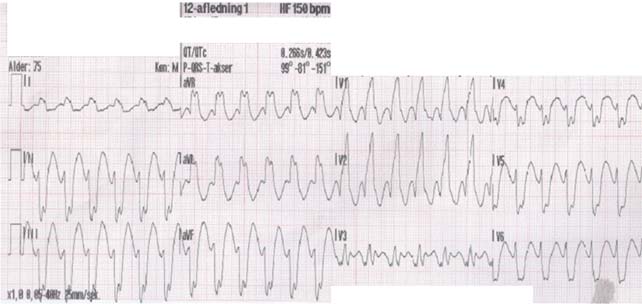 12-afledning 1 HF 150 bpm
QT/QTc 0.266s/0.423s
Alder: 75 Køn: M P-QRS-T-akser 99° -81° -151°
I aVR V1 V4
II aVL V2 V5
III aVF V3 V6
x1,0 0,05-40Hz 25mm/sek.